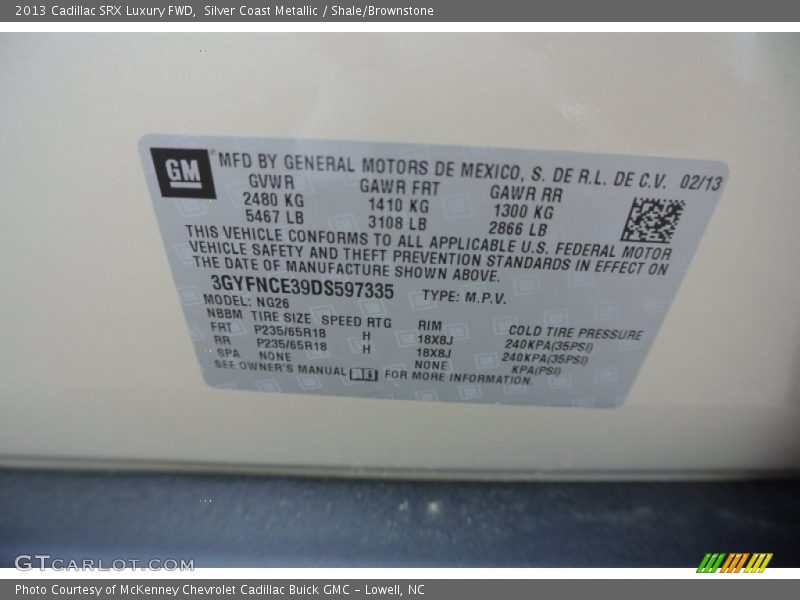 2013 Cadillac SRX Luxury FWD,  Silver Coast Metallic / Shale/Brownstone
GM MFD BY GENERAL MOTORS DE MEXICO, S. DE R.L. DE C.V. 02/13
GVWR GAWR FRT GAWR RR
2480 KG 1410 KG 1300 KG
5467 LB 3108 LB 2866 LB
THIS VEHICLE CONFORMS TO ALL APPLICABLE U.S. FEDERAL MOTOR
VEHICLE SAFETY AND THEFT PREVENTION STANDARDS IN EFFECT ON
THE DATE OF MANUFACTURE SHOWN ABOVE.
3GYFNCE39DS597335 TYPE: M.P.V.
MODEL: NG26
NBBM TIRE SIZE SPEED RTG RIM COLD TIRE PRESSURE
FRT P235/65R18 H 18X8J 240KPA(35PSI)
RR P235/65R18 H 18X8J 240KPA(35PSI)
SPA NONE NONE KPA(PSI)
SEE OWNER'S MANUAL FOR MORE INFORMATION.
GTCARLOT.COM
Photo Courtesy of McKenney Chevrolet Cadillac Buick GMC - Lowell, NC